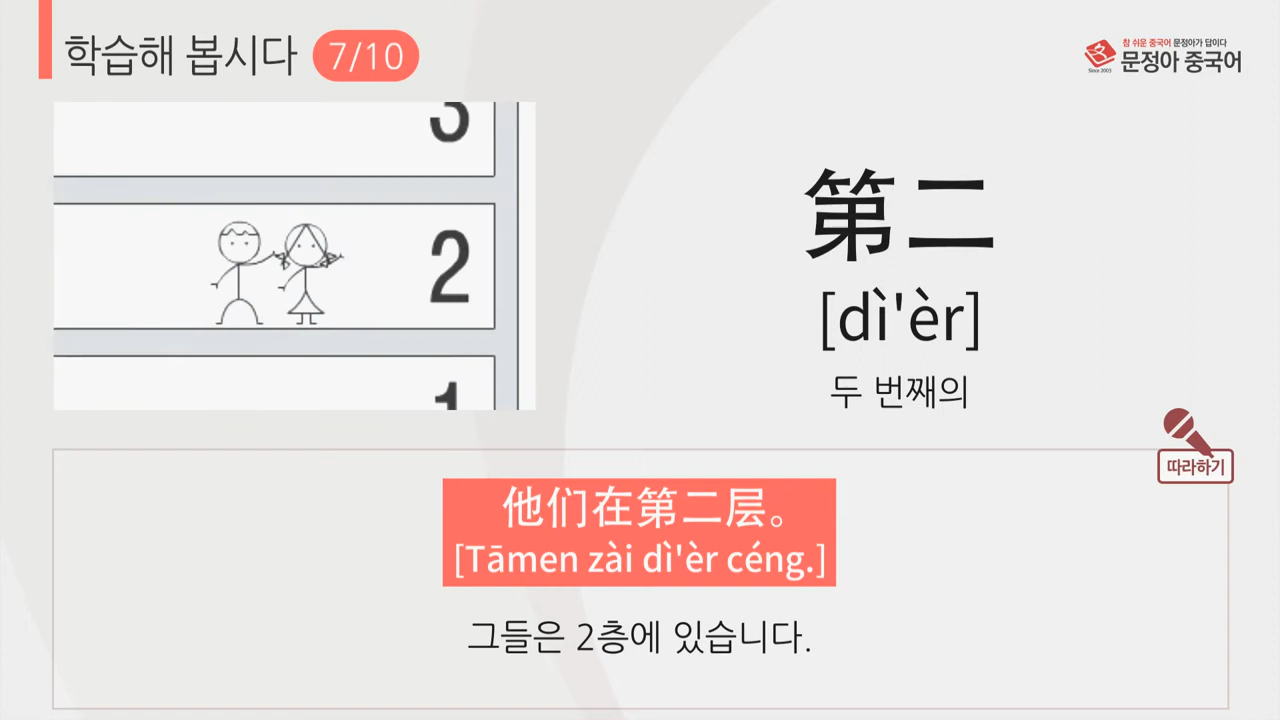 학습해 봅시다 7/10
참 쉬운 중국어 문정아가 답이다
문정아 중국어
Since 2003
3
2
1
第二
[dì'èr]
두 번째의
따라하기
他们在第二层。
[Tāmen zài dì'èr céng.]
그들은 2층에 있습니다.